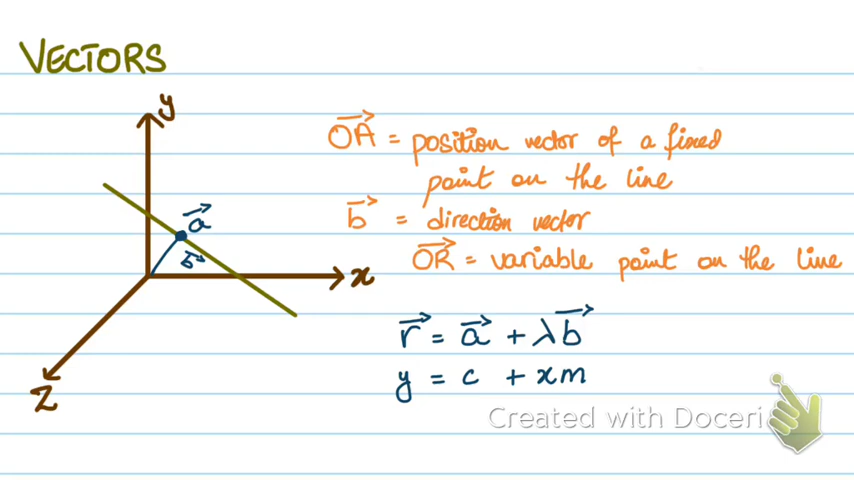 VECTORS
y
OA = position vector of a fixed
point on the line
a
b = direction vector
b
OR = variable point on the line
x
r = a + λb
y = c + xm
Z
Created with Doceri